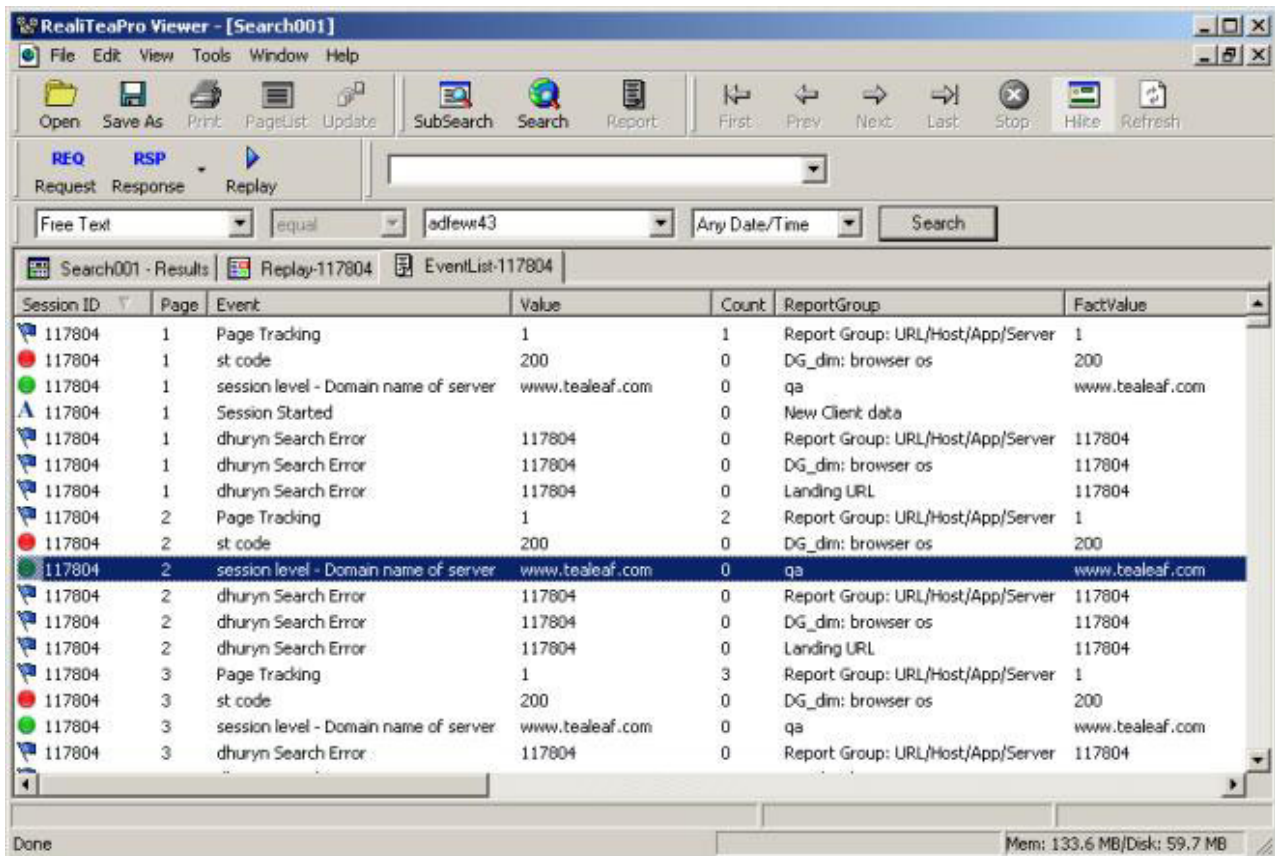 RealiTeaPro Viewer - [Search001]
File Edit View Tools Window Help
Open Save As Print PageList Update SubSearch Search Report First Prev Next Last Stop Hilite Refresh
REQ RSP
Request Response Replay
Free Text equal adfewr43 Any Date/Time Search
Search001 - Results Replay-117804 EventList-117804
Session ID Page Event Value Count ReportGroup FactValue
117804 1 Page Tracking 1 1 Report Group: URL/Host/App/Server 1
117804 1 st code 200 0 DG_dim: browser os 200
117804 1 session level - Domain name of server www.tealeaf.com 0 qa www.tealeaf.com
A 117804 1 Session Started 0 New Client data
117804 1 dhuryn Search Error 117804 0 Report Group: URL/Host/App/Server 117804
117804 1 dhuryn Search Error 117804 0 DG_dim: browser os 117804
117804 1 dhuryn Search Error 117804 0 Landing URL 117804
117804 2 Page Tracking 1 2 Report Group: URL/Host/App/Server 1
117804 2 st code 200 0 DG_dim: browser os 200
117804 2 session level - Domain name of server www.tealeaf.com 0 qa www.tealeaf.com
117804 2 dhuryn Search Error 117804 0 Report Group: URL/Host/App/Server 117804
117804 2 dhuryn Search Error 117804 0 DG_dim: browser os 117804
117804 2 dhuryn Search Error 117804 0 Landing URL 117804
117804 3 Page Tracking 1 3 Report Group: URL/Host/App/Server 1
117804 3 st code 200 0 DG_dim: browser os 200
117804 3 session level - Domain name of server www.tealeaf.com 0 qa www.tealeaf.com
117804 3 dhuryn Search Error 117804 0 Report Group: URL/Host/App/Server 117804
Done Mem: 133.6 MB/Disk: 59.7 MB